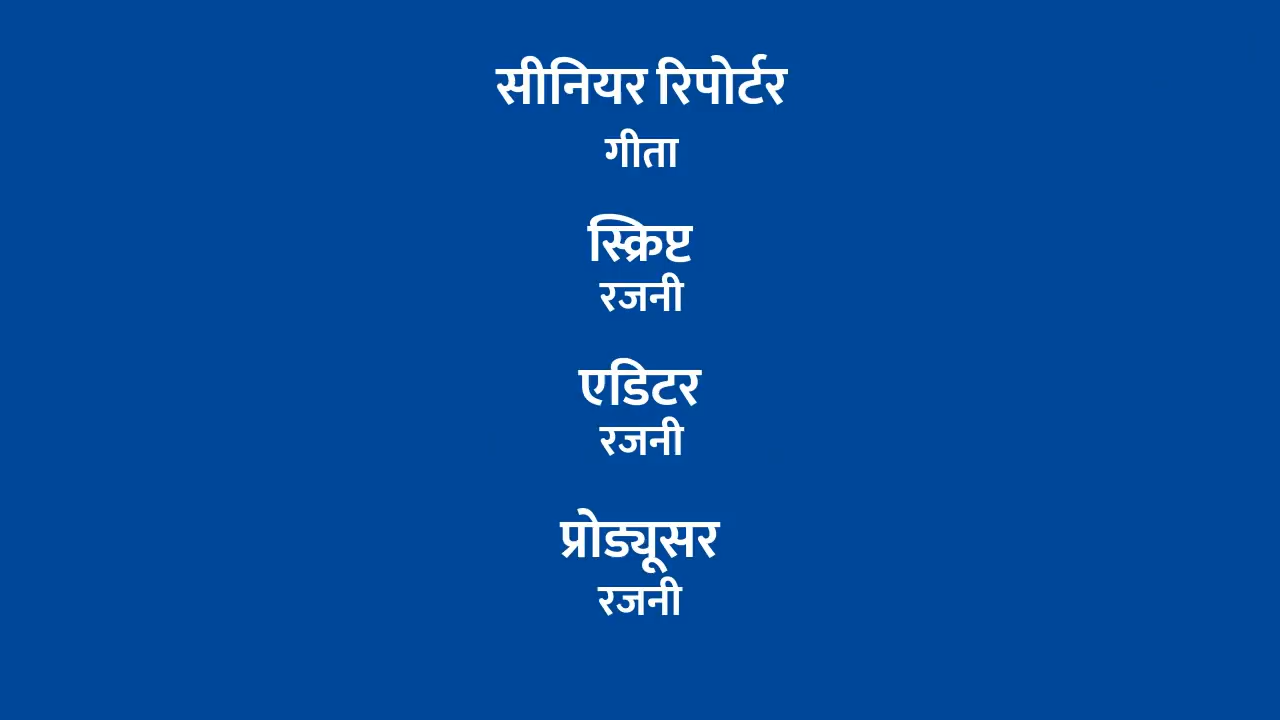 सीनियर रिपोर्टर
गीता
स्क्रिप्ट
रजनी
एडिटर
रजनी
प्रोड्यूसर
रजनी